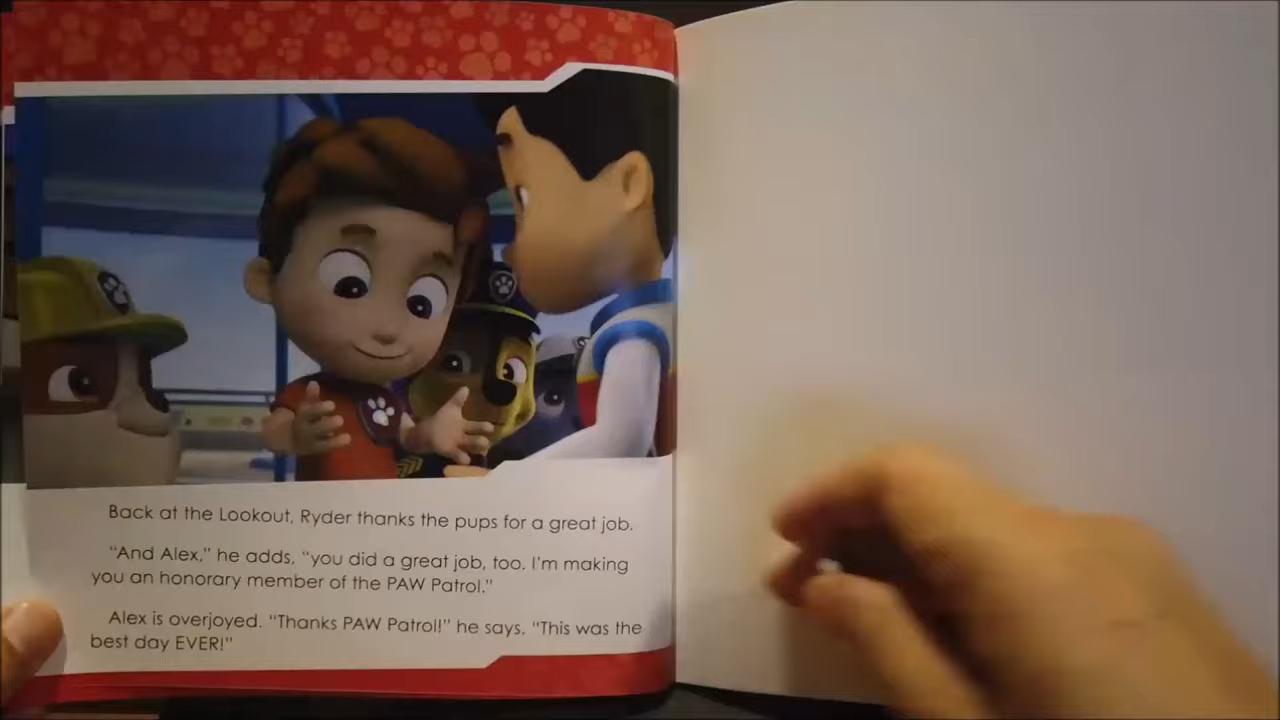 Back at the Lookout, Ryder thanks the pups for a great job.
“And Alex,” he adds, “you did a great job, too. I’m making
you an honorary member of the PAW Patrol.”
Alex is overjoyed. “Thanks PAW Patrol!” he says. “This was the
best day EVER!”